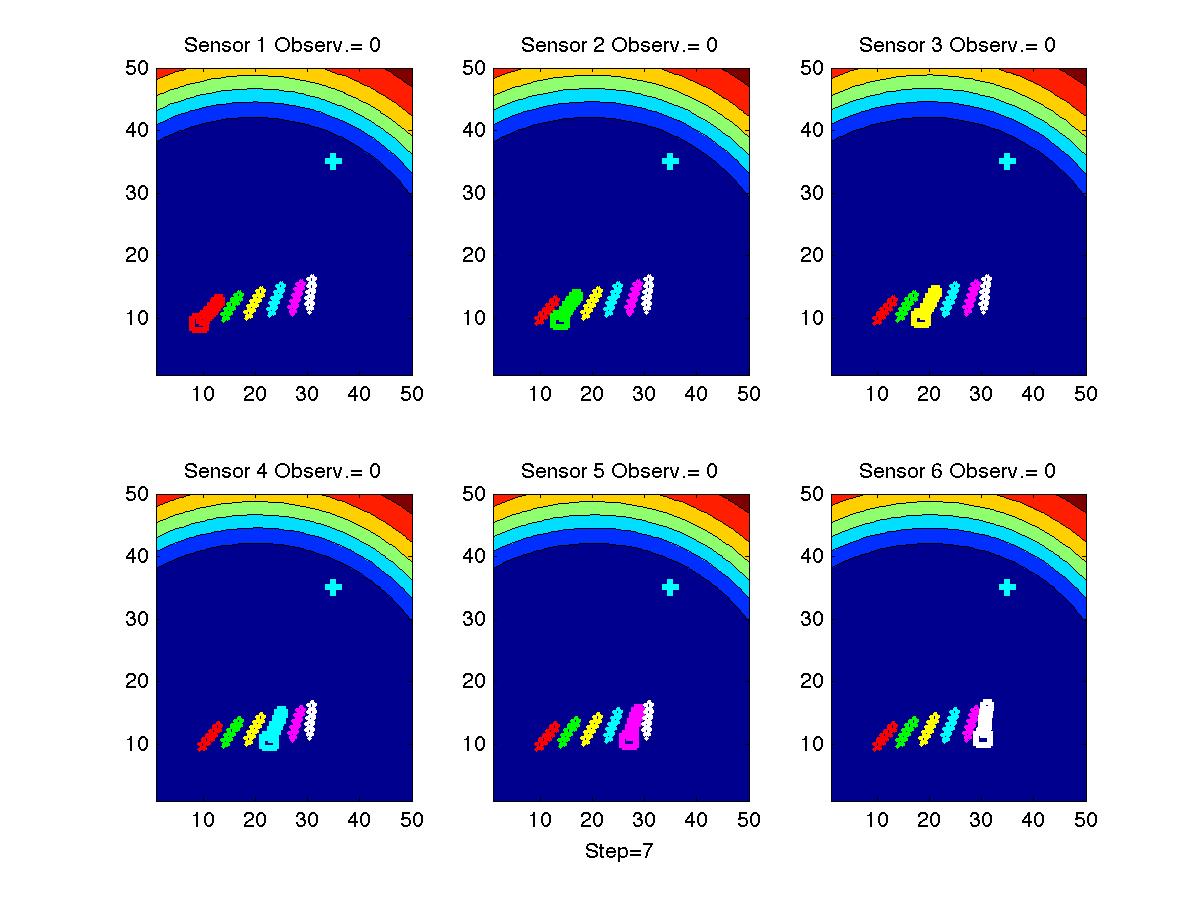 Sensor 1 Observ.= 0
Sensor 2 Observ.= 0
Sensor 3 Observ.= 0
50 50 50
40 40 40
30 30 30
20 20 20
10 10 10
10 20 30 40 50 10 20 30 40 50 10 20 30 40 50
Sensor 4 Observ.= 0
Sensor 5 Observ.= 0
Sensor 6 Observ.= 0
50 50 50
40 40 40
30 30 30
20 20 20
10 10 10
10 20 30 40 50 10 20 30 40 50 10 20 30 40 50
Step=7